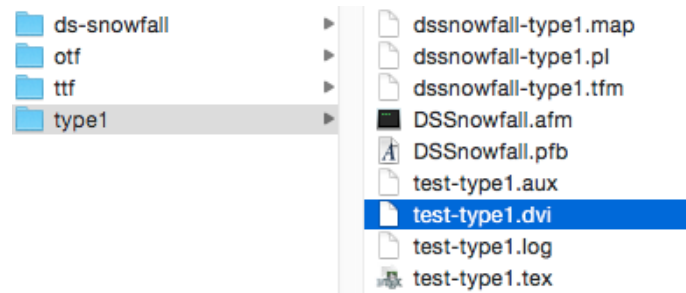 ds-snowfall
otf
ttf
type1
dssnowfall-type1.map
dssnowfall-type1.pl
dssnowfall-type1.tfm
DSSnowfall.afm
DSSnowfall.pfb
test-type1.aux
test-type1.dvi
test-type1.log
test-type1.tex